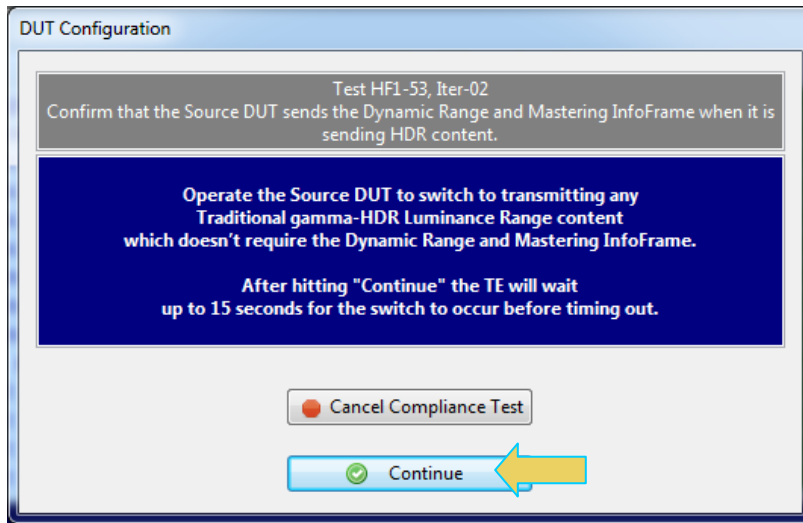 DUT Configuration
Test HF1-53, Iter-02
Confirm that the Source DUT sends the Dynamic Range and Mastering InfoFrame when it is
sending HDR content.
Operate the Source DUT to switch to transmitting any
Traditional gamma-HDR Luminance Range content
which doesn't require the Dynamic Range and Mastering InfoFrame.
After hitting "Continue" the TE will wait
up to 15 seconds for the switch to occur before timing out.
Cancel Compliance Test
Continue